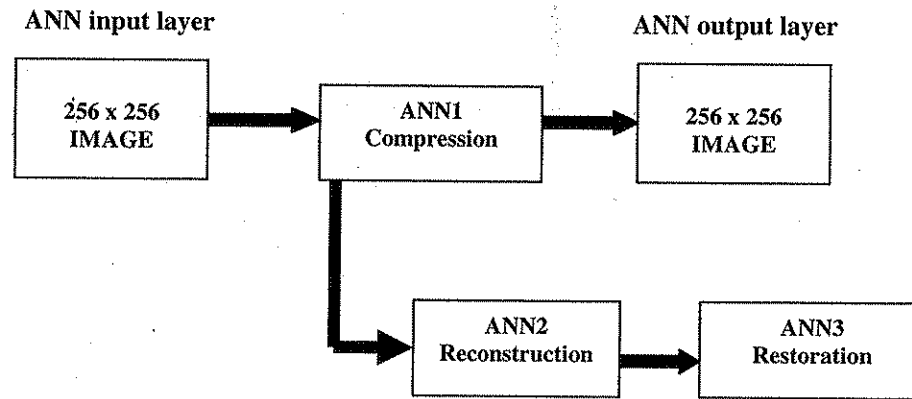 ANN input layer
ANN output layer
256 x 256
IMAGE
ANN1
Compression
256 x 256
IMAGE
ANN2
Reconstruction
ANN3
Restoration